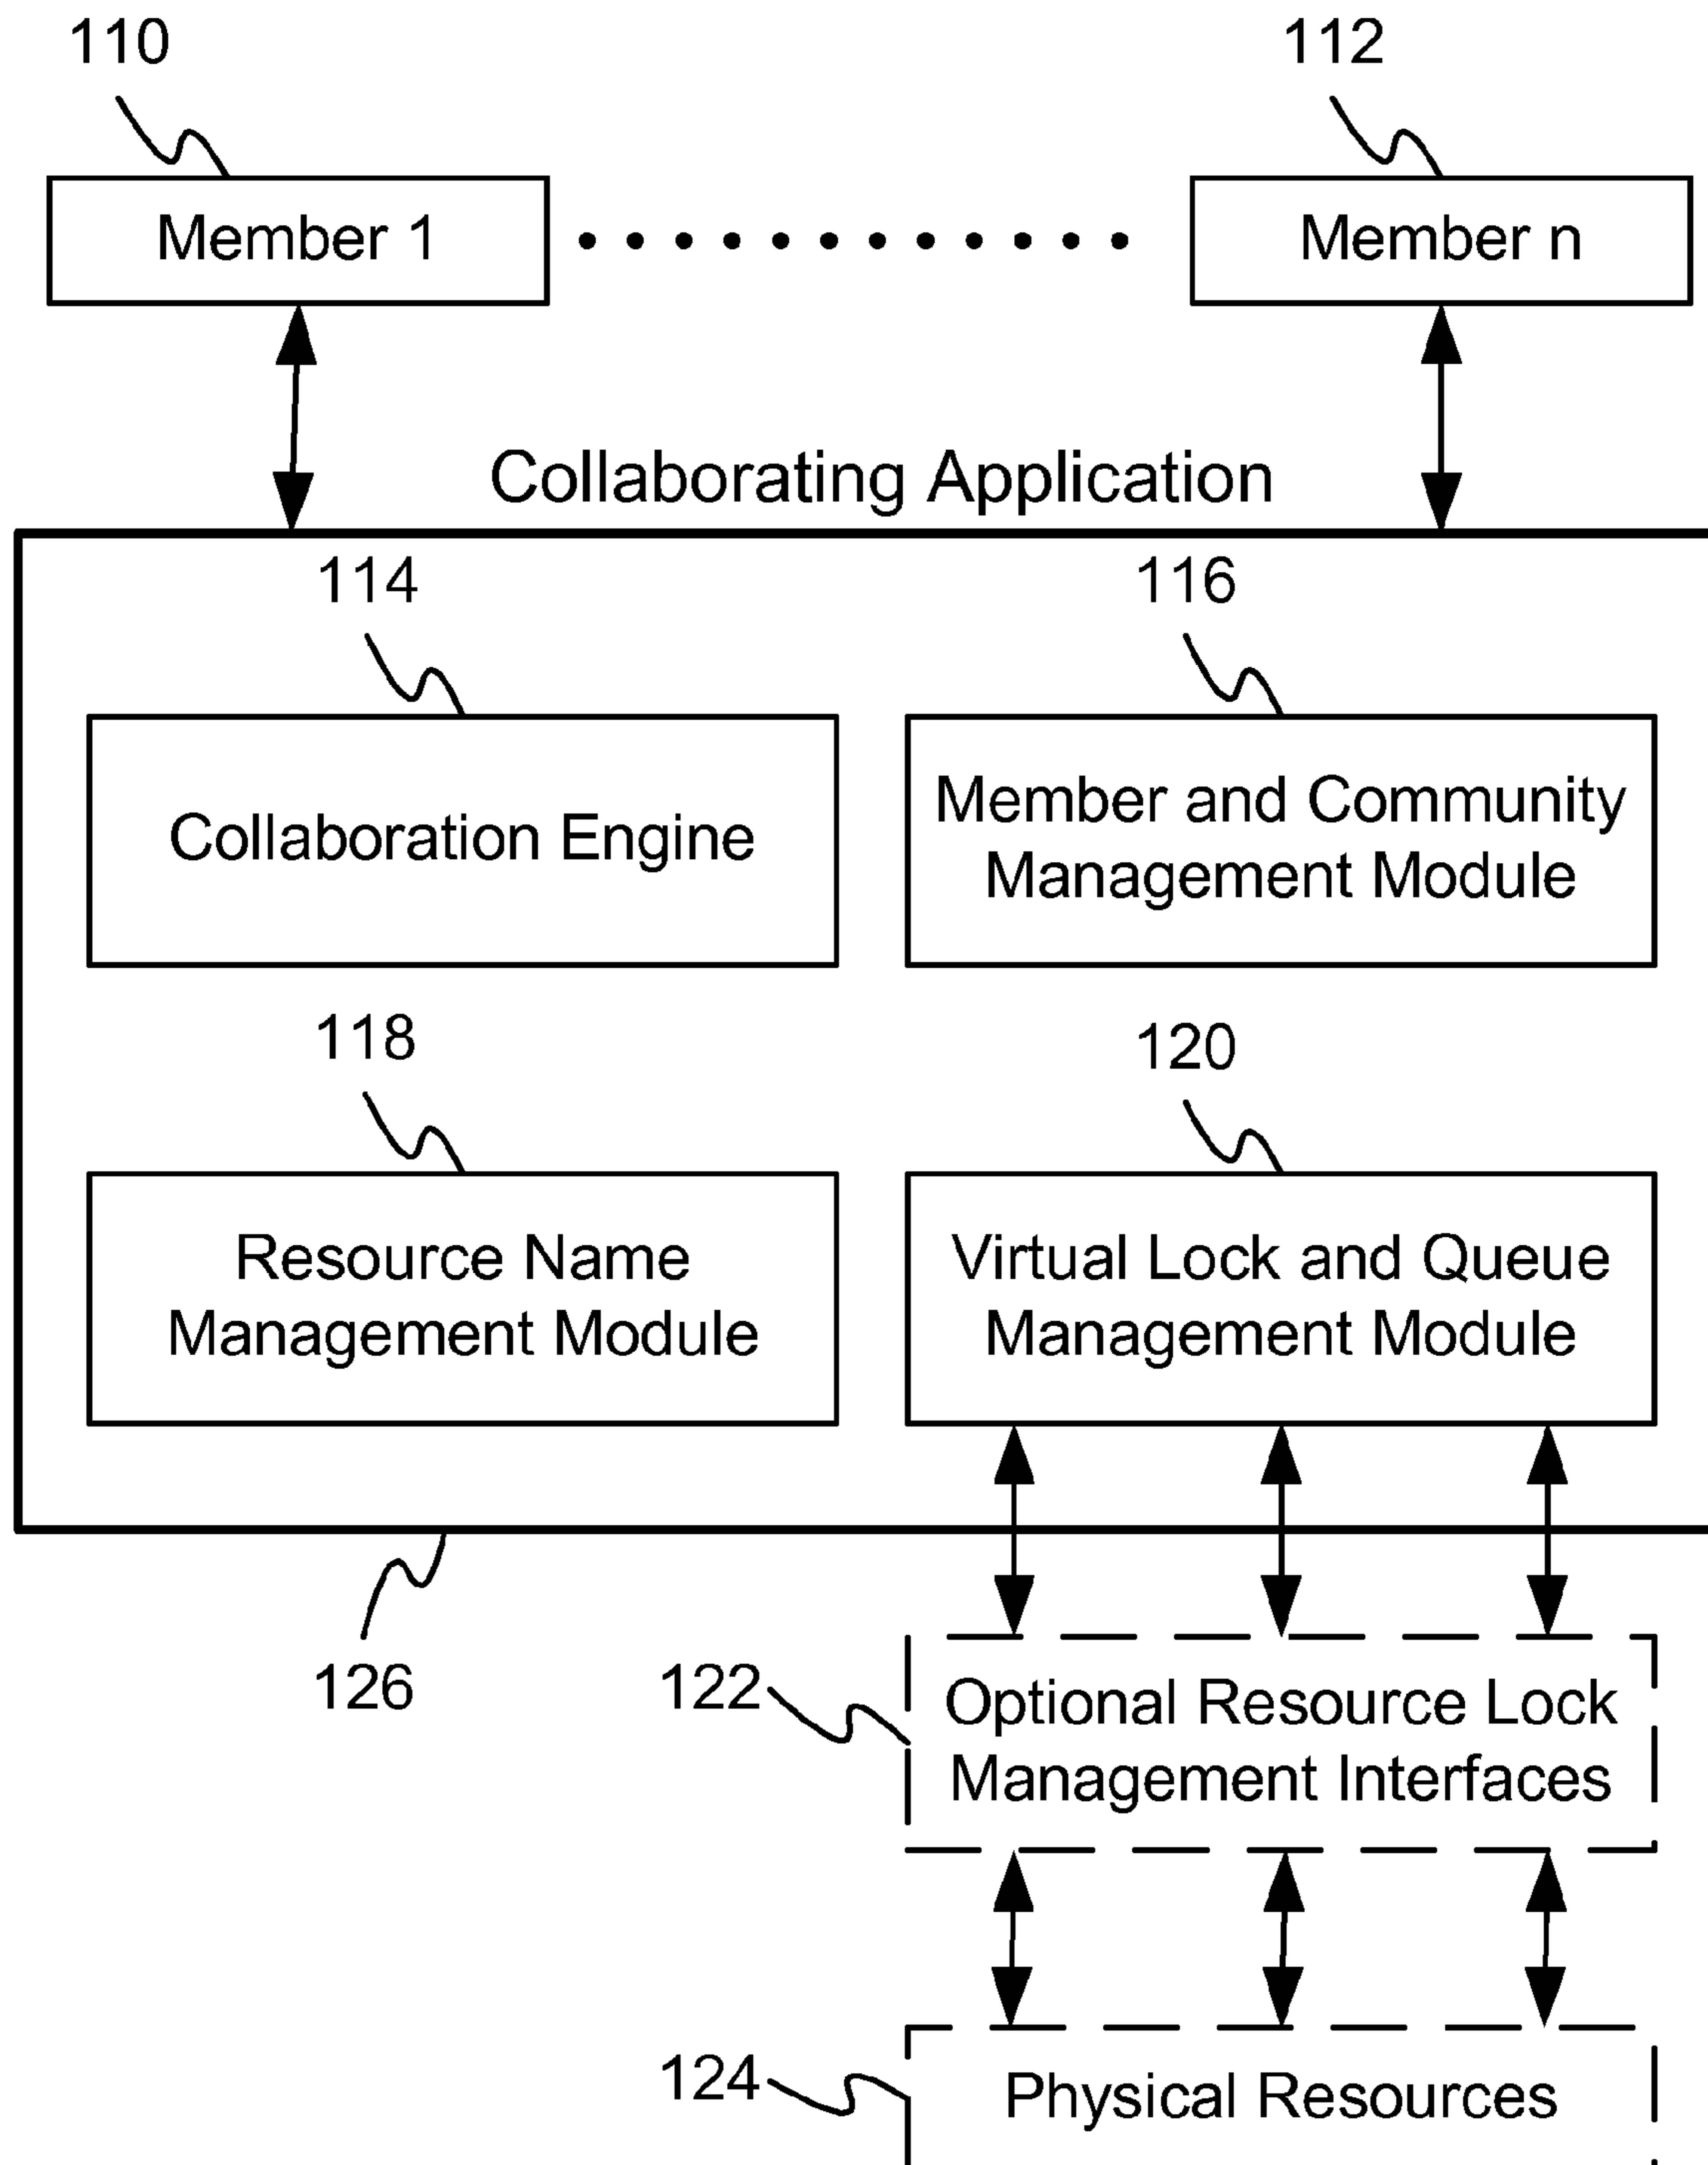 110
112
Member 1
Member n
Collaborating Application
114
116
Collaboration Engine
Member and Community
Management Module
118
120
Resource Name
Management Module
Virtual Lock and Queue
Management Module
126
122
Optional Resource Lock
Management Interfaces
124
Physical Resources